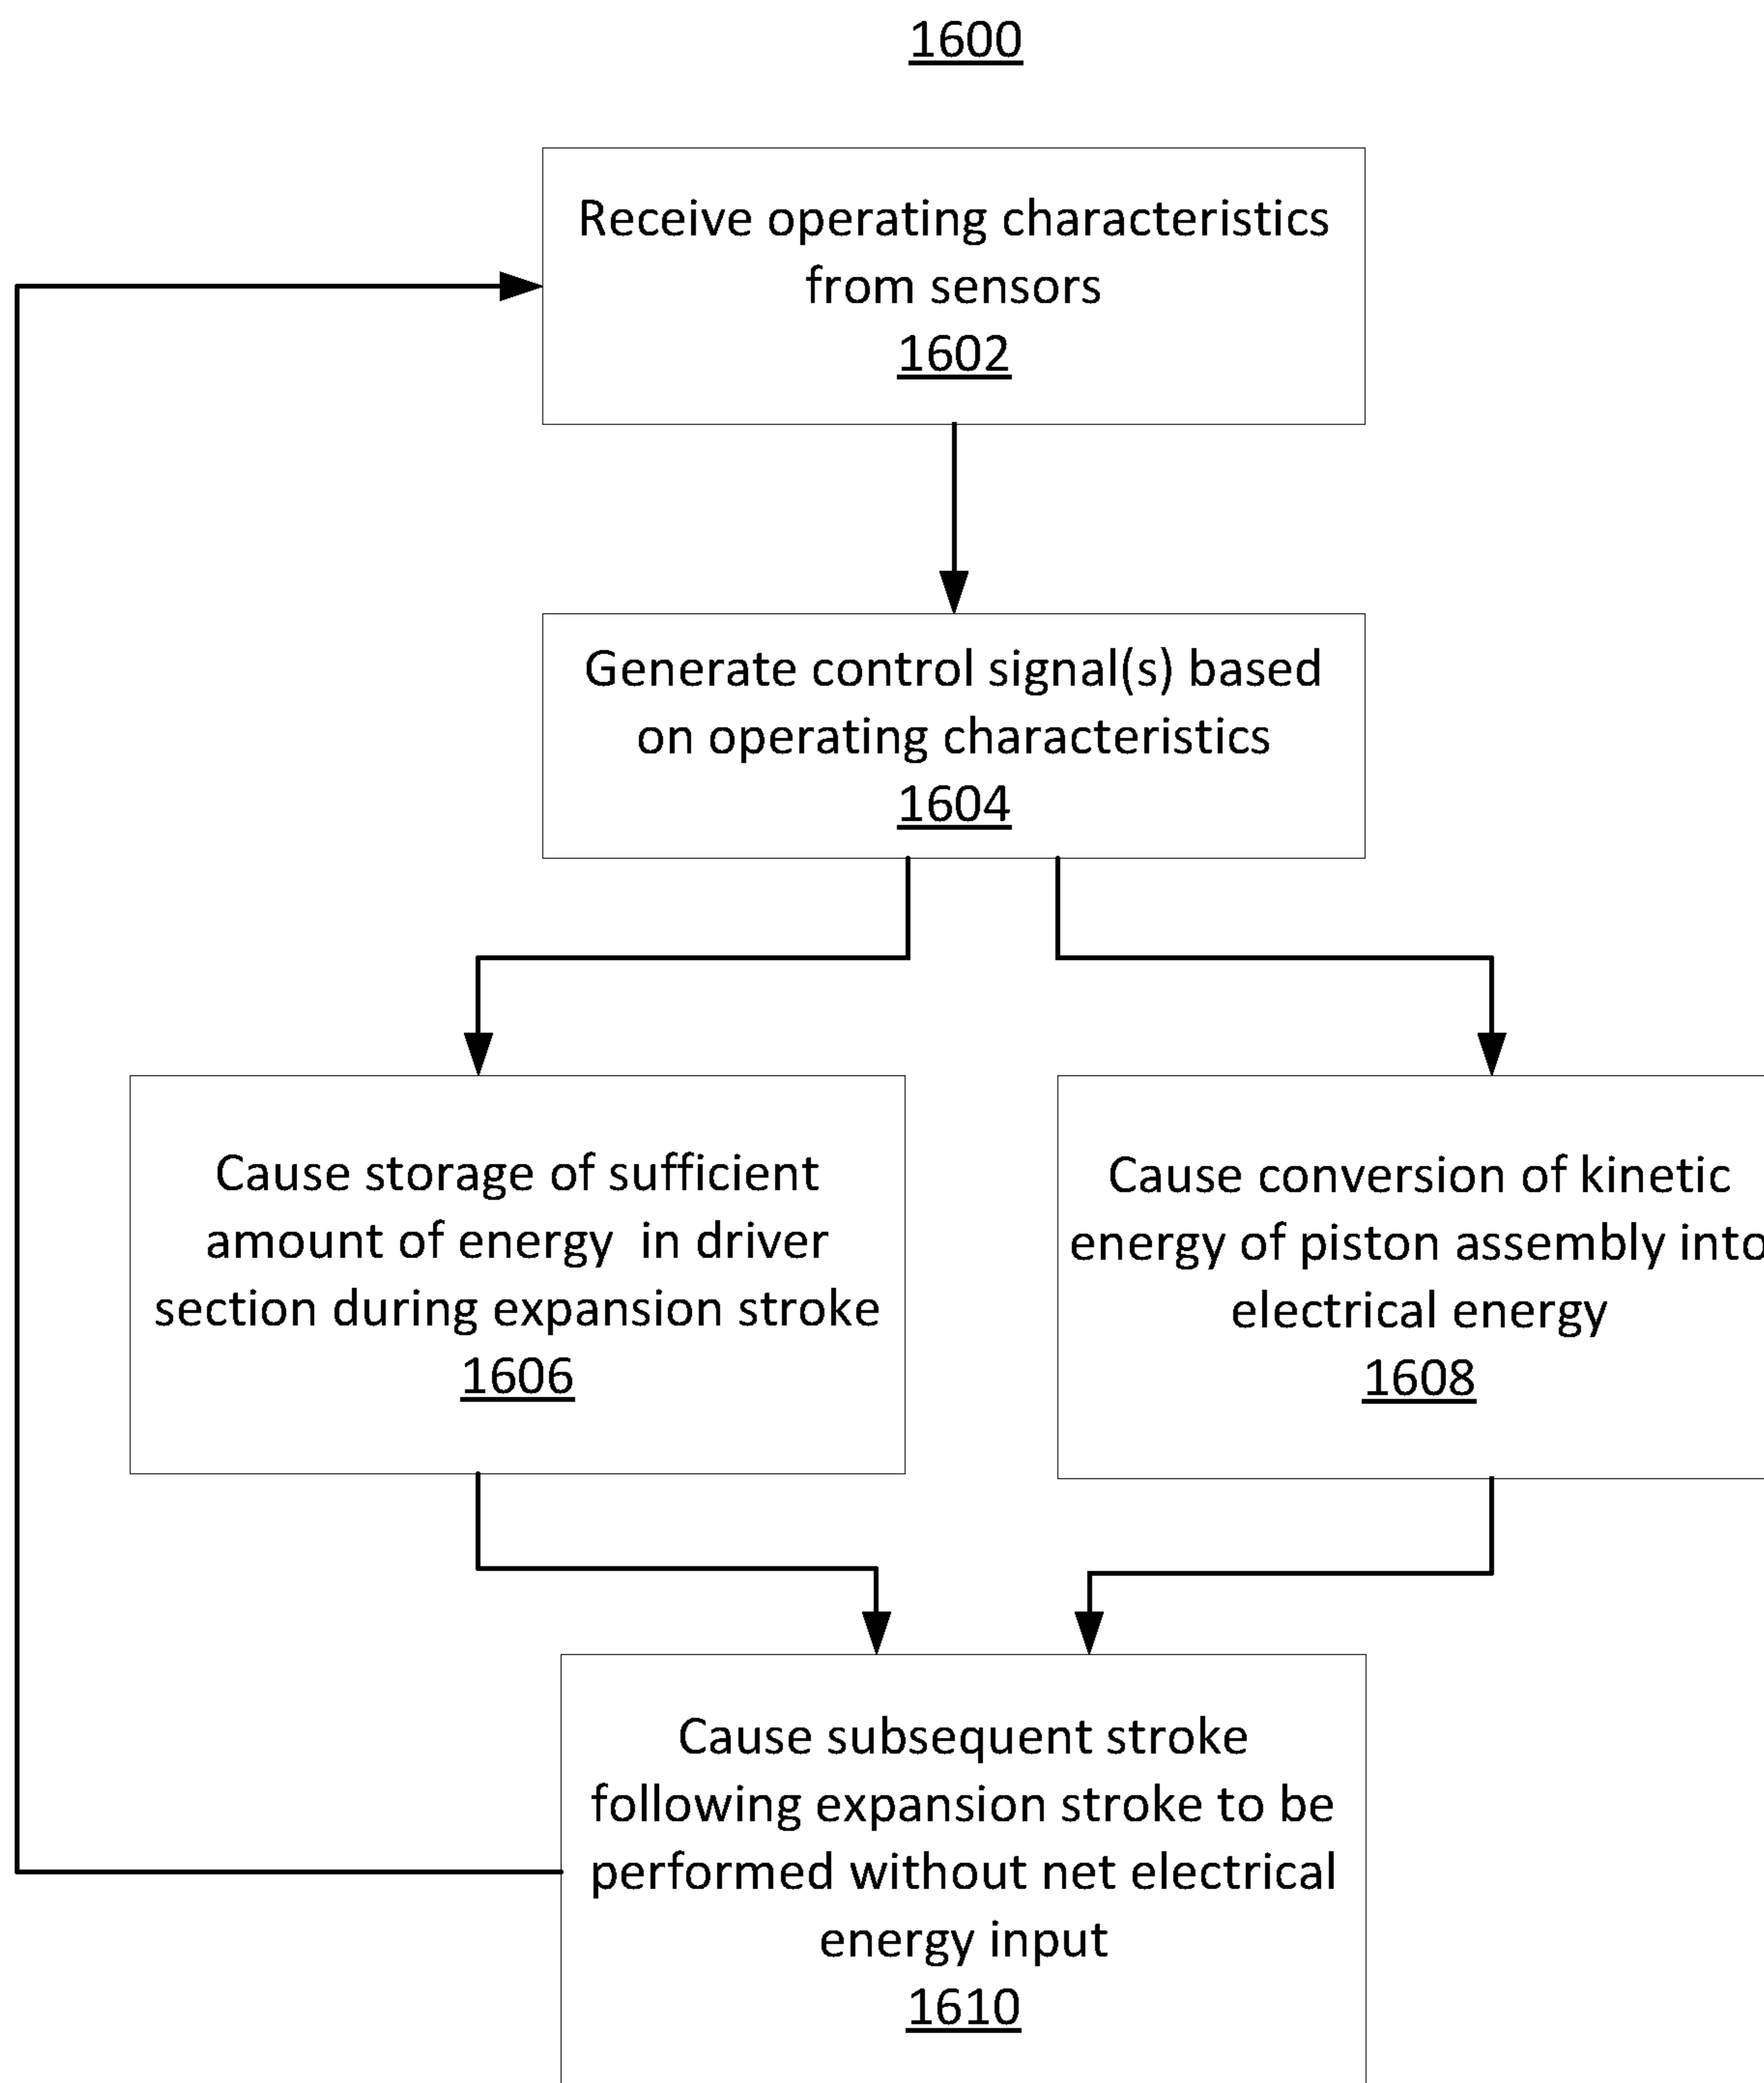 1600
Receive operating characteristics
from sensors
1602
Generate control signal(s) based
on operating characteristics
1604
Cause storage of sufficient
amount of energy  in driver
section during expansion stroke
1606
Cause conversion of kinetic
energy of piston assembly into
electrical energy
1608
Cause subsequent stroke
following expansion stroke to be
performed without net electrical
energy input
1610